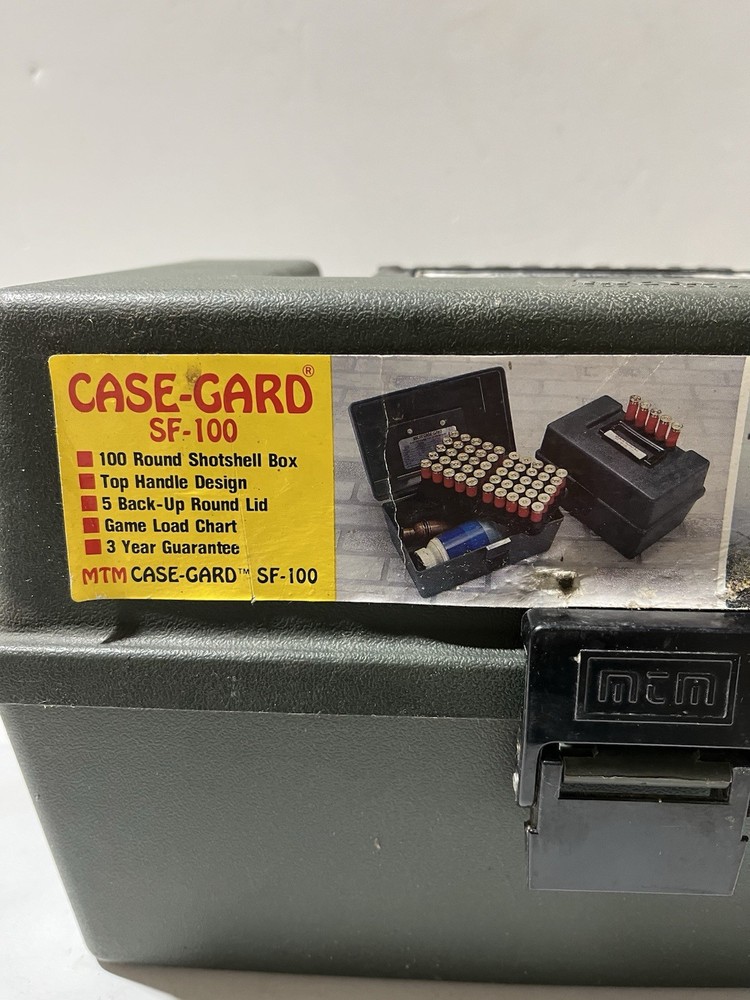 CASE-GARD®
SF-100
100 Round Shotshell Box
Top Handle Design
5 Back-Up Round Lid
Game Load Chart
3 Year Guarantee
MTM CASE-GARD™ SF-100
mtm